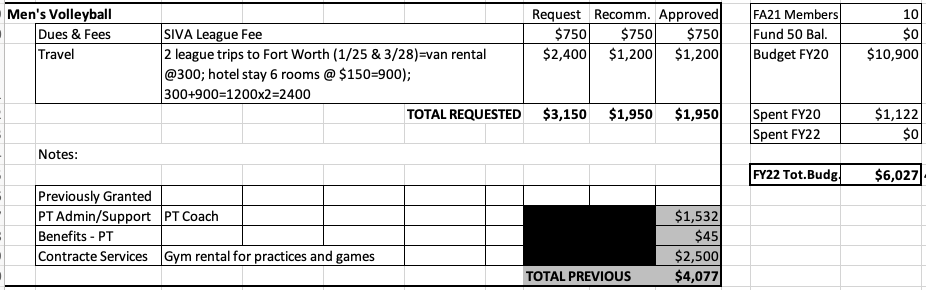 Men's Volleyball Request Recomm. Approved FA21 Members 10
Dues & Fees SIVA League Fee $750 $750 $750 Fund 50 Bal. $0
Travel 2 league trips to Fort Worth (1/25 & 3/28)=van rental $2,400 $1,200 $1,200 Budget FY20 $10,900
@300; hotel stay 6 rooms @ $150=900);
300+900=1200x2=2400
TOTAL REQUESTED $3,150 $1,950 $1,950 Spent FY20 $1,122
Spent FY22 $0
Notes:
FY22 Tot.Budg. $6,027
Previously Granted
PT Admin/Support PT Coach $1,532
Benefits - PT $45
Contracte Services Gym rental for practices and games $2,500
TOTAL PREVIOUS $4,077